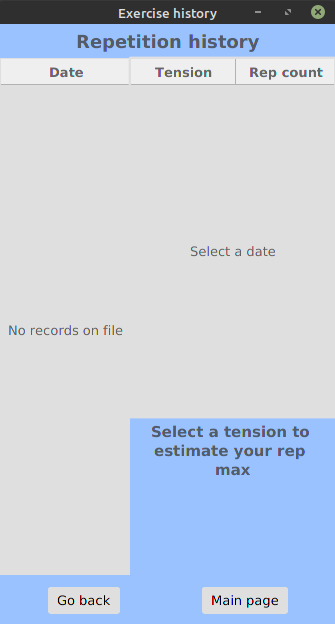 Exercise history
Repetition history
Date Tension Rep count
Select a date
No records on file
Select a tension to
estimate your rep
max
Go back Main page